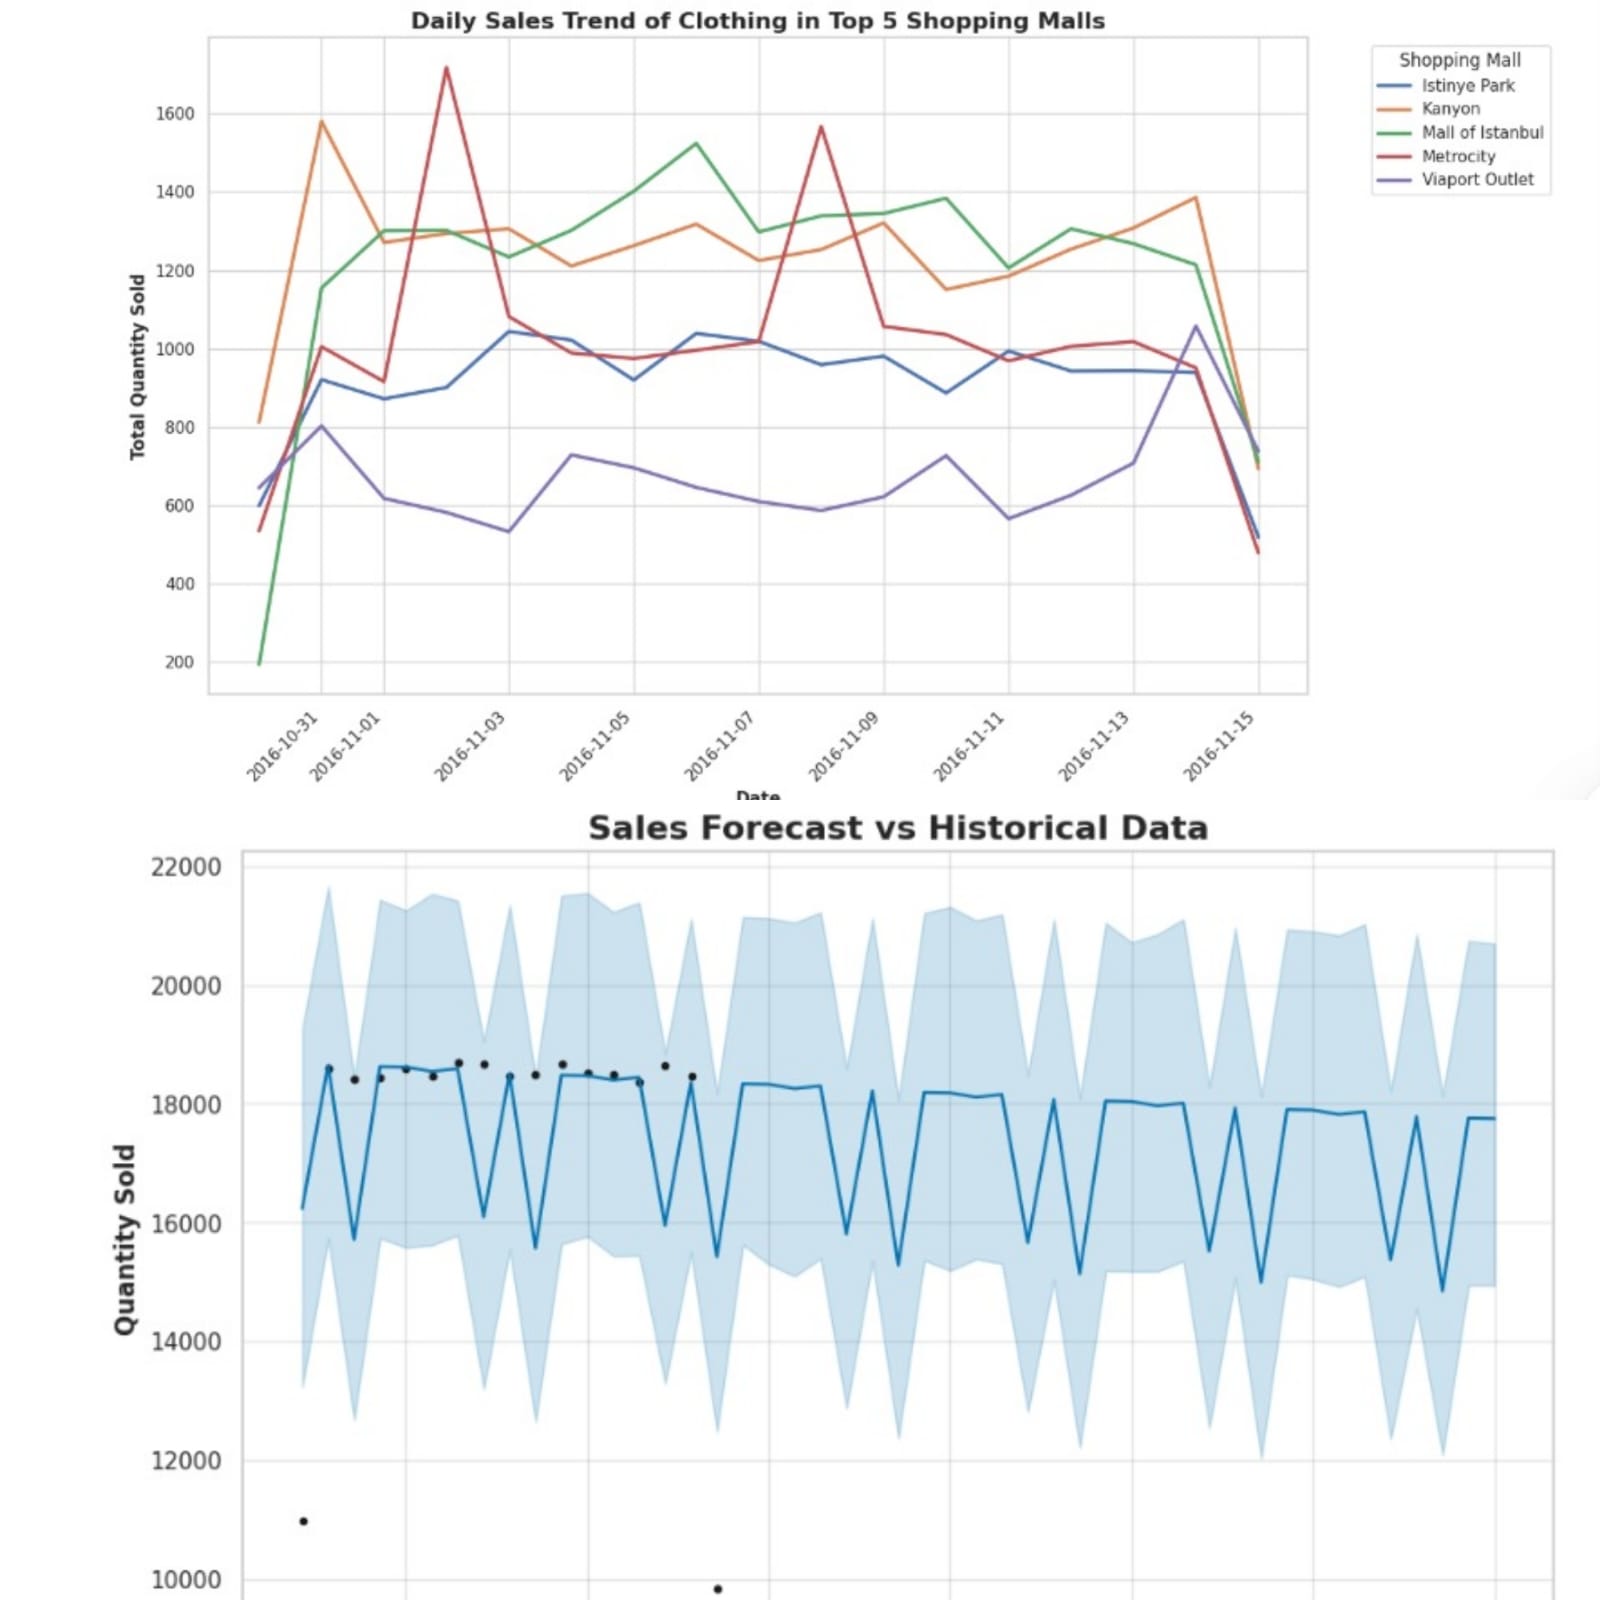 Daily Sales Trend of Clothing in Top 5 Shopping Malls
Shopping Mall
Istinye Park
Kanyon
Mall of Istanbul
Metrocity
Viaport Outlet
Total Quantity Sold
1600
1400
1200
1000
800
600
400
200
2016-10-31
2016-11-01
2016-11-03
2016-11-05
2016-11-07
2016-11-09
2016-11-11
2016-11-13
2016-11-15
Date
Sales Forecast vs Historical Data
Quantity Sold
22000
20000
18000
16000
14000
12000
10000